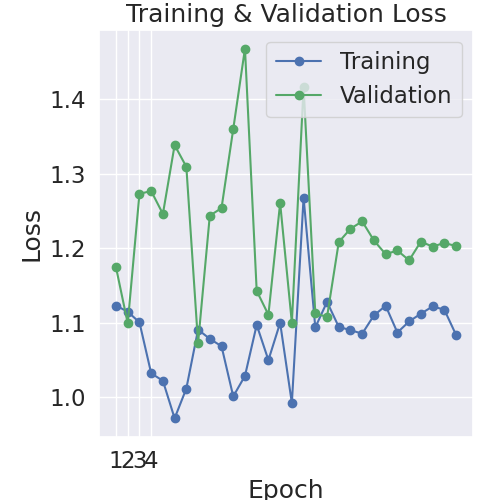 Training & Validation Loss
Training
Validation
1.4
1.3
1.2
1.1
1.0
Loss
1234
Epoch